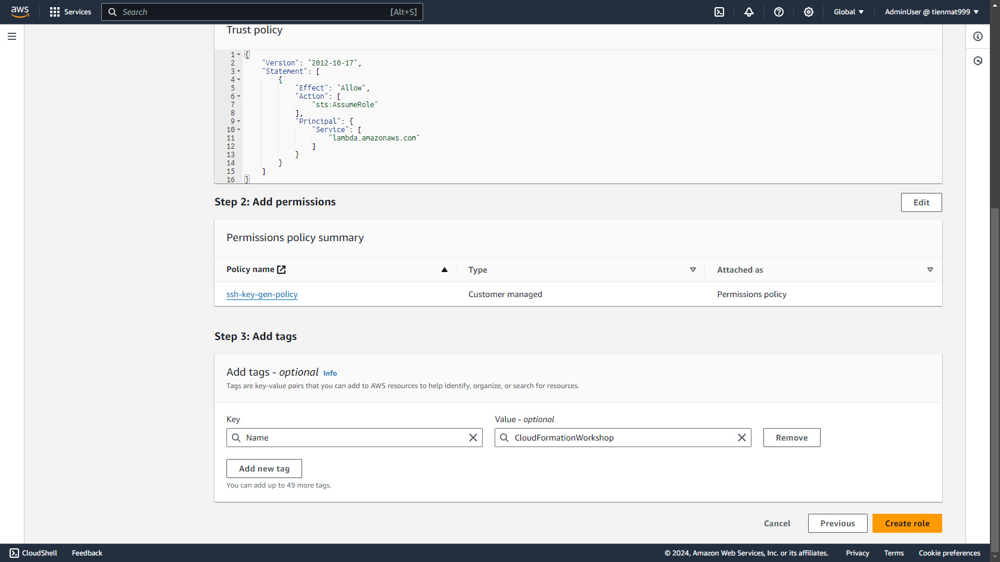 aws
Services
Search
[Alt+S]
Global
AdminUser @ tienmat999
Trust policy
1 {
2 "Version": "2012-10-17",
3 "Statement": [
4 {
5 "Effect": "Allow",
6 "Action": [
7 "sts:AssumeRole"
8 ],
9 "Principal": {
10 "Service": [
11 "lambda.amazonaws.com"
12 ]
13 }
14 }
15 ]
16 }
Step 2: Add permissions
Edit
Permissions policy summary
Policy name
Type
Attached as
ssh-key-gen-policy
Customer managed
Permissions policy
Step 3: Add tags
Add tags - optional Info
Tags are key-value pairs that you can add to AWS resources to help identify, organize, or search for resources.
Key
Value - optional
Name
CloudFormationWorkshop
Remove
Add new tag
You can add up to 49 more tags.
Cancel
Previous
Create role
CloudShell
Feedback
© 2024, Amazon Web Services, Inc. or its affiliates.
Privacy
Terms
Cookie preferences